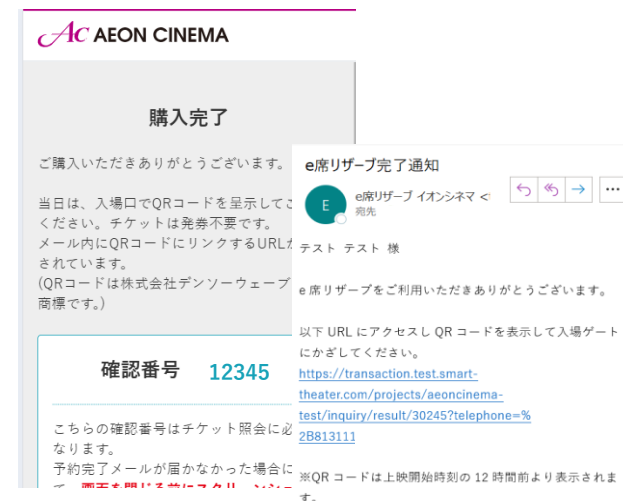 AC AEON CINEMA
購入完了
ご購入いただきありがとうございます。
当日は、入場口でQRコードを呈示して
ください。チケットは発券不要です。
メール内にQRコードにリンクするURL
されています。
(QRコードは株式会社デンソーウェーブ
商標です。)
確認番号 12345
こちらの確認番号はチケット照会に必
なります。
予約完了メールが届かなかった場合に
e席リザーブ完了通知
E
e席リザーブ イオンシネマ <
宛先
テスト テスト 様
e席リザーブをご利用いただきありがとうございます。
以下 URL にアクセスし QR コードを表示して入場ゲート
にかざしてください。
https://transaction.test.smart-
theater.com/projects/aeoncinema-
test/inquiry/result/30245?telephone=%
2B813111
※QR コードは上映開始時刻の 12 時間前より表示されま
す。